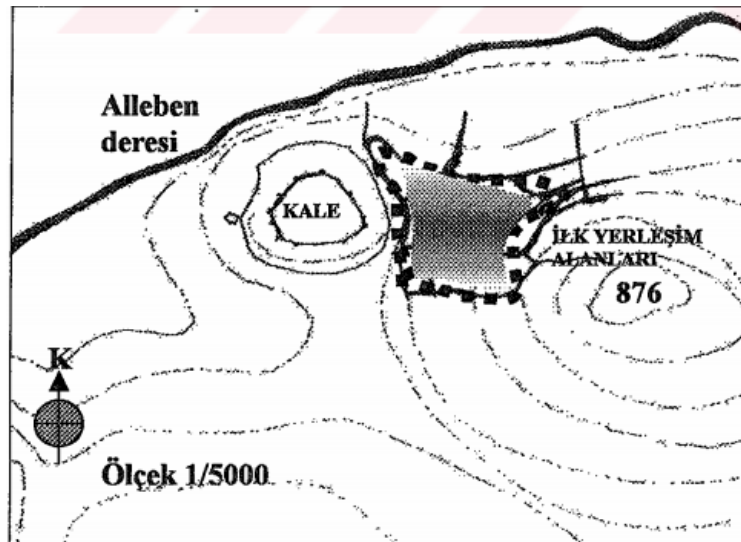 Alleben
deresi
KALE
İLK YERLEŞİM
ALANLARI
876
K
Ölçek 1/5000